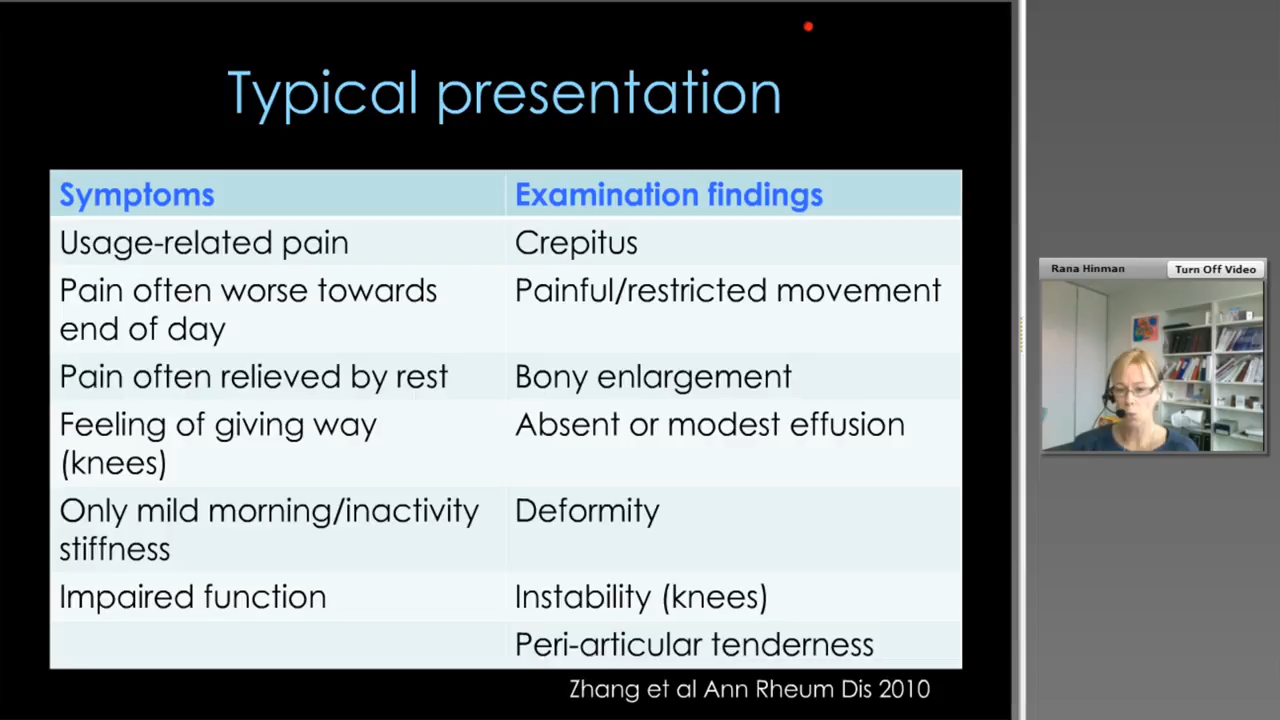 Typical presentation
Symptoms
Examination findings
Usage-related pain
Crepitus
Pain often worse towards
end of day
Painful/restricted movement
Pain often relieved by rest
Bony enlargement
Feeling of giving way
(knees)
Absent or modest effusion
Only mild morning/inactivity
stiffness
Deformity
Impaired function
Instability (knees)
Peri-articular tenderness
Zhang et al Ann Rheum Dis 2010
Rana Hinman
Turn Off Video